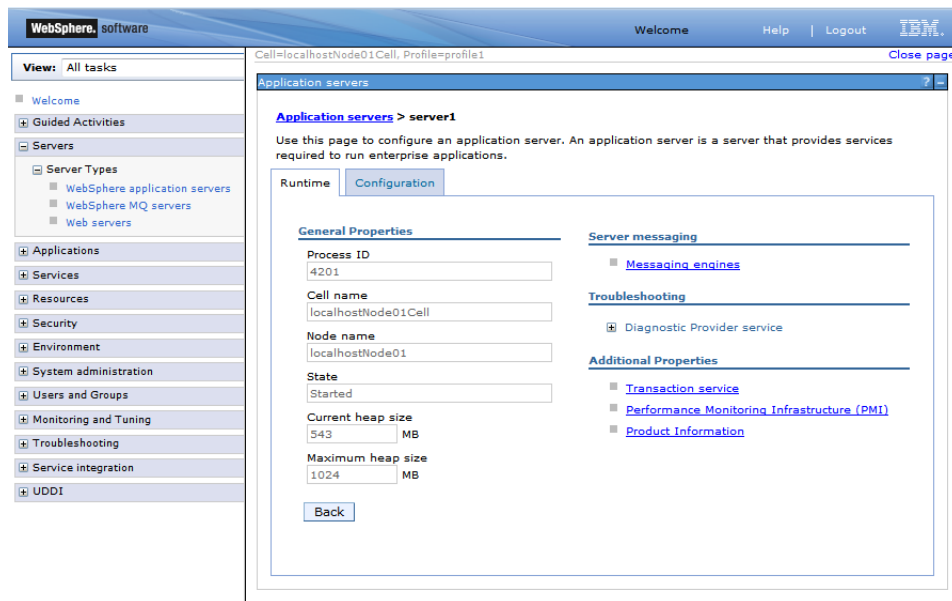 WebSphere. software
Welcome Help | Logout IBM.
View: All tasks
Cell=localhostNode01Cell, Profile=profile1 Close page
Welcome
Guided Activities
Servers
Server Types
WebSphere application servers
WebSphere MQ servers
Web servers
Applications
Services
Resources
Security
Environment
System administration
Users and Groups
Monitoring and Tuning
Troubleshooting
Service integration
UDDI
Application servers ? -
Application servers > server1
Use this page to configure an application server. An application server is a server that provides services
required to run enterprise applications.
Runtime Configuration
General Properties
Process ID
4201
Cell name
localhostNode01Cell
Node name
localhostNode01
State
Started
Current heap size
543 MB
Maximum heap size
1024 MB
Back
Server messaging
Messaging engines
Troubleshooting
Diagnostic Provider service
Additional Properties
Transaction service
Performance Monitoring Infrastructure (PMI)
Product Information